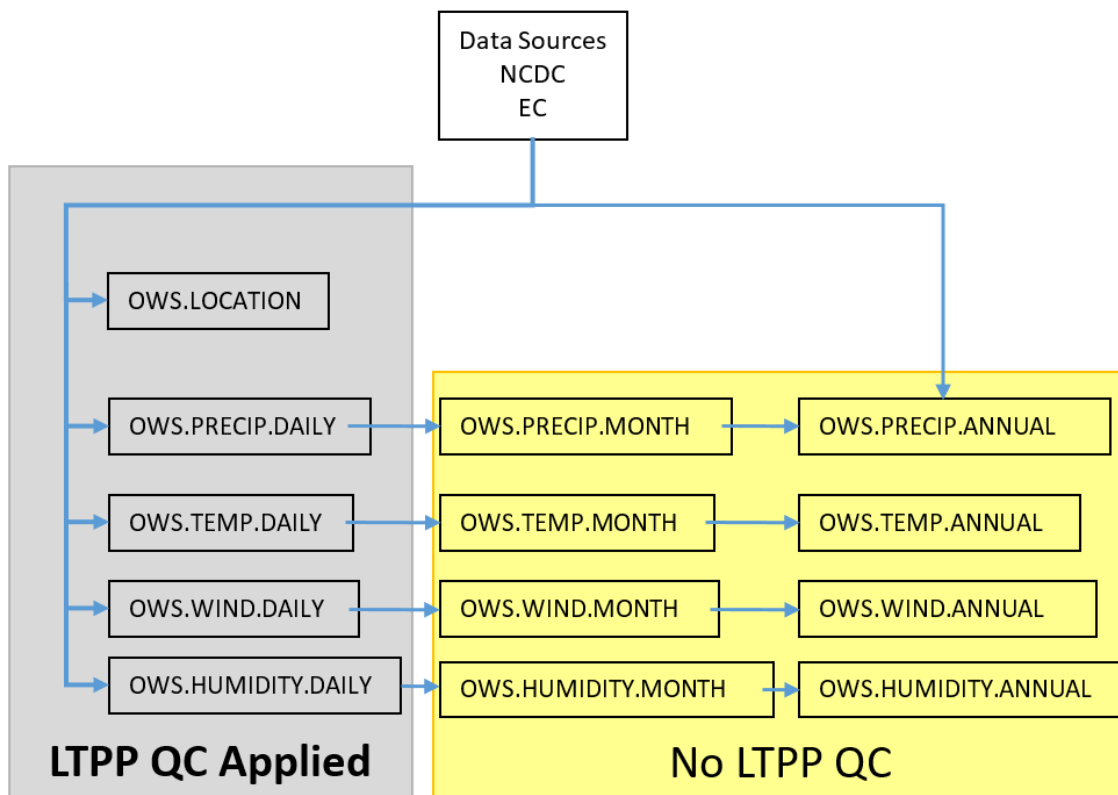 Data Sources
NCDC
EC
OWS.LOCATION
OWS.PRECIP.DAILY
OWS.PRECIP.MONTH
OWS.PRECIP.ANNUAL
OWS.TEMP.DAILY
OWS.TEMP.MONTH
OWS.TEMP.ANNUAL
OWS.WIND.DAILY
OWS.WIND.MONTH
OWS.WIND.ANNUAL
OWS.HUMIDITY.DAILY
OWS.HUMIDITY.MONTH
OWS.HUMIDITY.ANNUAL
LTPP QC Applied
No LTPP QC